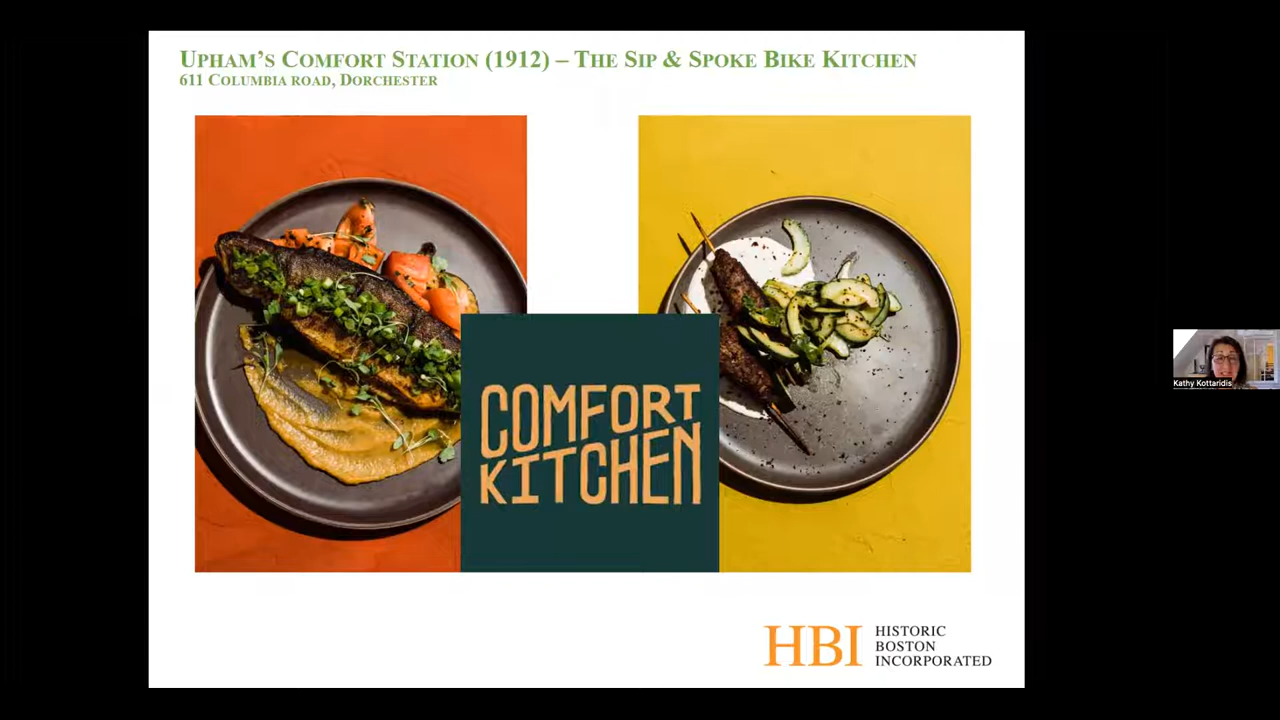 UPHAM'S COMFORT STATION (1912) – THE SIP & SPOKE BIKE KITCHEN
611 COLUMBIA ROAD, DORCHESTER
COMFORT
KITCHEN
HBI
HISTORIC
BOSTON
INCORPORATED
Kathy Kottaridis